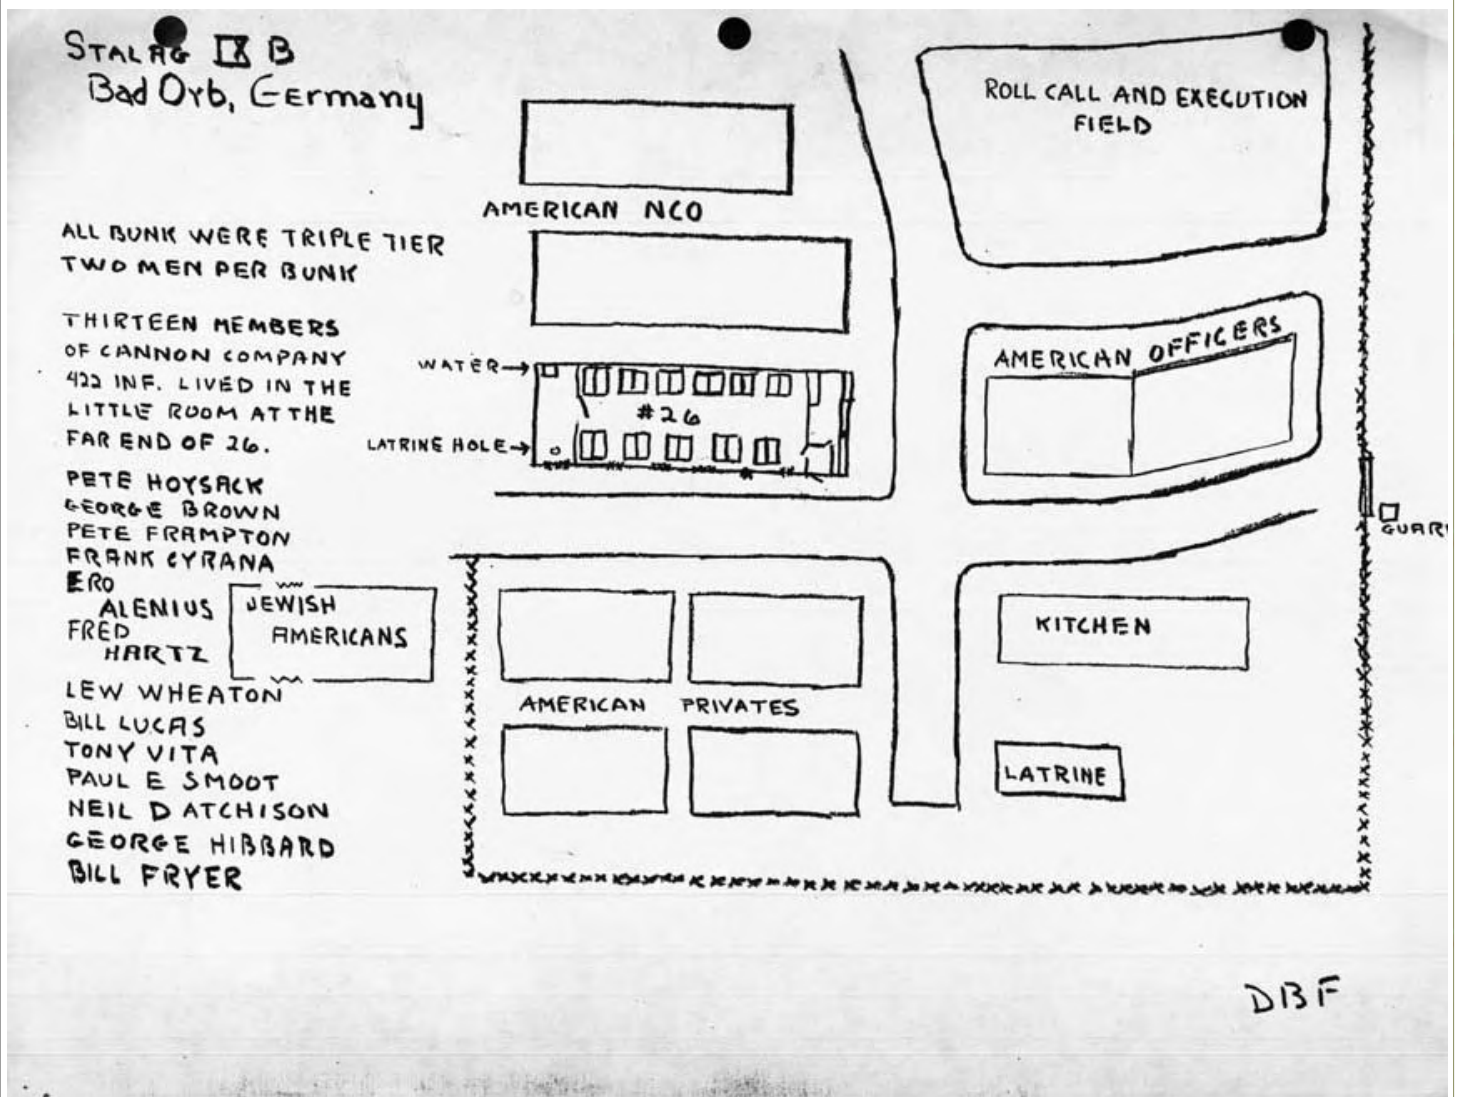 STALAG IX B
Bad Orb, Germany
ROLL CALL AND EXECUTION
FIELD
AMERICAN NCO
ALL BUNK WERE TRIPLE TIER
TWO MEN PER BUNK
THIRTEEN MEMBERS
OF CANNON COMPANY
422 INF. LIVED IN THE
LITTLE ROOM AT THE
FAR END OF 26.
WATER
#26
LATRINE HOLE
AMERICAN OFFICERS
PETE HOYSACK
GEORGE BROWN
PETE FRAMPTON
FRANK CYRANA
ERO
ALENIUS
FRED
HARTZ
JEWISH
AMERICANS
LEW WHEATON
BILL LUCAS
TONY VITA
PAUL E SMOOT
NEIL D ATCHISON
GEORGE HIBBARD
BILL FRYER
AMERICAN PRIVATES
KITCHEN
LATRINE
DBF